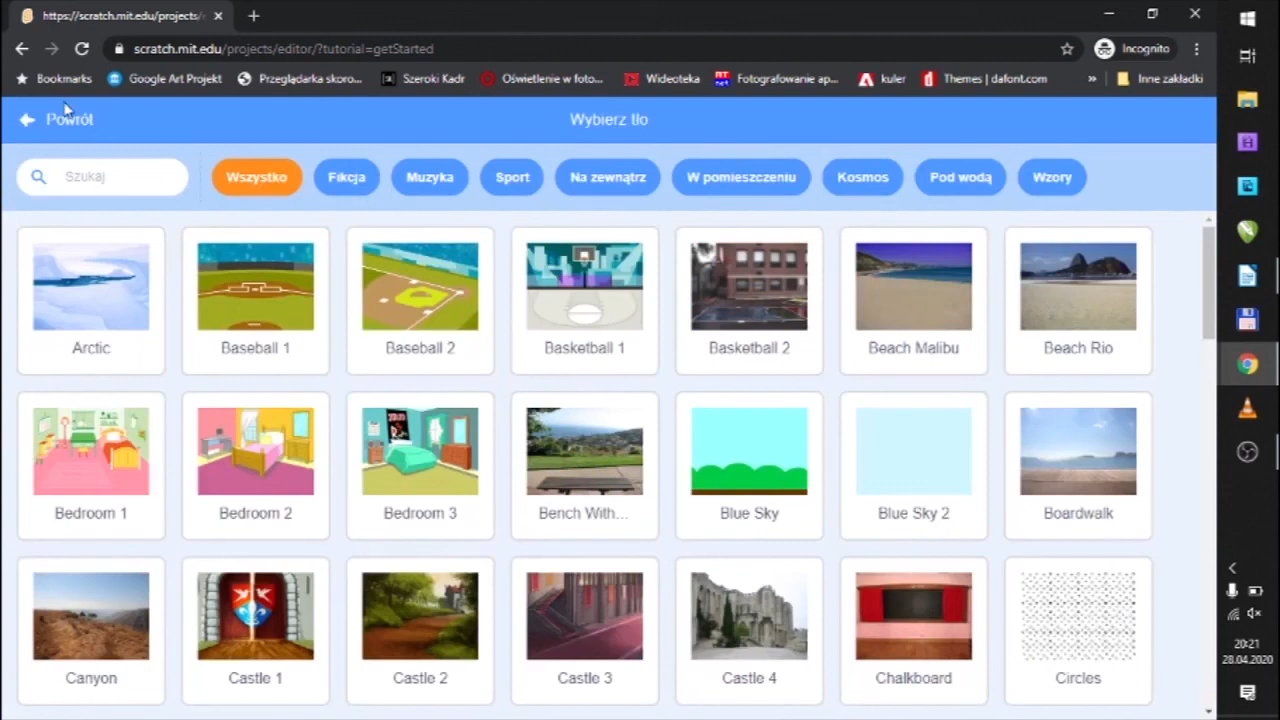 https://scratch.mit.edu/projects/
scratch.mit.edu/projects/editor/?tutorial=getStarted
Incognito
Bookmarks
Google Art Projekt
Przeglądarka skoro...
Szeroki Kadr
Oświetlenie w foto...
Wideoteka
Fotografowanie ap...
kuler
Themes | dafont.com
»
Inne zakładki
Powrót
Wybierz tło
Szukaj
Wszystko
Fikcja
Muzyka
Sport
Na zewnątrz
W pomieszczeniu
Kosmos
Pod wodą
Wzory
Arctic
Baseball 1
Baseball 2
Basketball 1
Basketball 2
Beach Malibu
Beach Rio
Bedroom 1
Bedroom 2
Bedroom 3
Bench With...
Blue Sky
Blue Sky 2
Boardwalk
Canyon
Castle 1
Castle 2
Castle 3
Castle 4
Chalkboard
Circles
20:21
28.04.2020